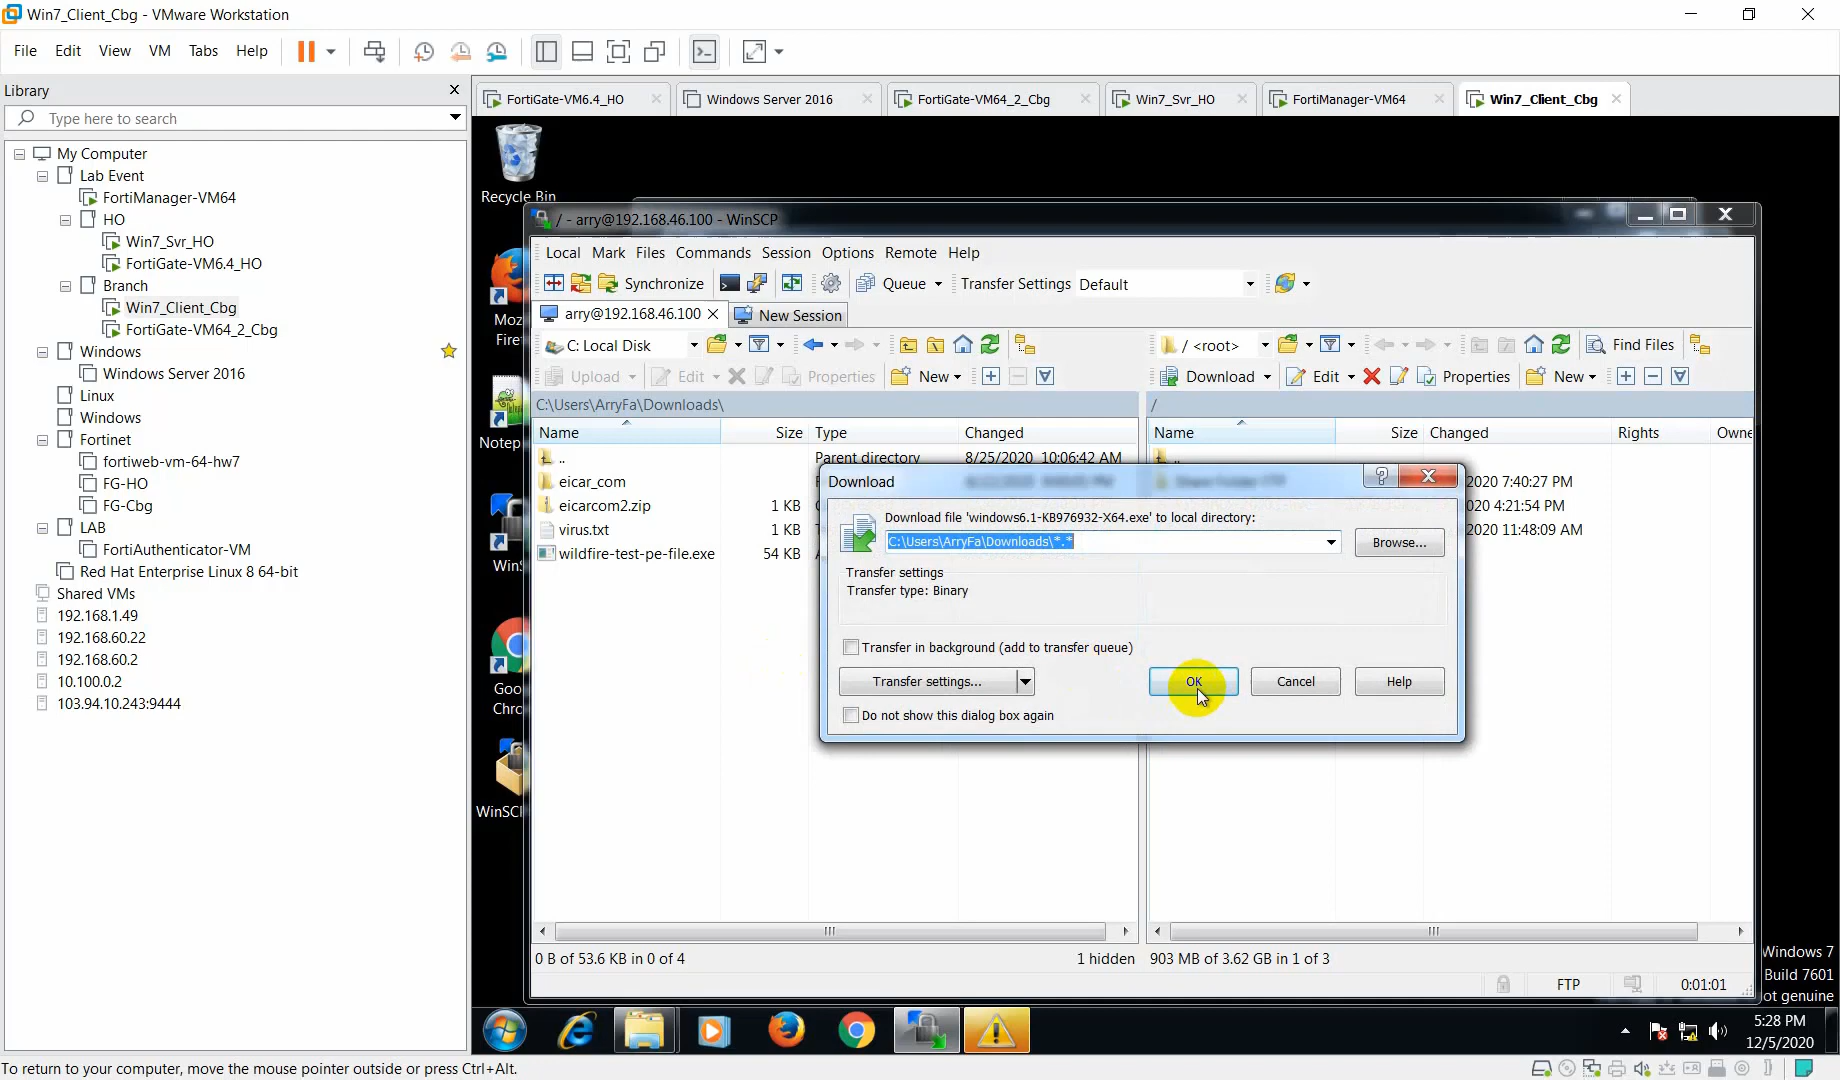 Win7_Client_Cbg - VMware Workstation
File Edit View VM Tabs Help
Library
Type here to search
My Computer
Lab Event
FortiManager-VM64
HO
Win7_Svr_HO
FortiGate-VM6.4_HO
Branch
Win7_Client_Cbg
FortiGate-VM64_2_Cbg
Windows
Windows Server 2016
Linux
Windows
Fortinet
fortiweb-vm-64-hw7
FG-HO
FG-Cbg
LAB
FortiAuthenticator-VM
Red Hat Enterprise Linux 8 64-bit
Shared VMs
192.168.1.49
192.168.60.22
192.168.60.2
10.100.0.2
103.94.10.243:9444
FortiGate-VM6.4_HO Windows Server 2016 FortiGate-VM64_2_Cbg Win7_Svr_HO FortiManager-VM64 Win7_Client_Cbg
Recycle Bin
Moz
Fire
Notep
Win
Goo
Chr
WinSC
/ - arry@192.168.46.100 - WinSCP
Local Mark Files Commands Session Options Remote Help
Synchronize Queue Transfer Settings Default
arry@192.168.46.100 New Session
C: Local Disk / <root> Find Files
Upload Edit Properties New Download Edit Properties New
C:\Users\ArryFa\Downloads\ /
Name Size Type Changed Name Size Changed Rights Owne
.. Parent directory 8/25/2020 10:06:42 AM ..
eicar_com 2020 7:40:27 PM
eicarcom2.zip 1 KB 2020 4:21:54 PM
virus.txt 1 KB 2020 11:48:09 AM
wildfire-test-pe-file.exe 54 KB
Download
Download file 'windows6.1-KB976932-X64.exe' to local directory:
C:\Users\ArryFa\Downloads\*.*
Browse...
Transfer settings
Transfer type: Binary
Transfer in background (add to transfer queue)
Transfer settings... OK Cancel Help
Do not show this dialog box again
0 B of 53.6 KB in 0 of 4 1 hidden 903 MB of 3.62 GB in 1 of 3
FTP 0:01:01
Windows 7
Build 7601
ot genuine
5:28 PM
12/5/2020
To return to your computer, move the mouse pointer outside or press Ctrl+Alt.